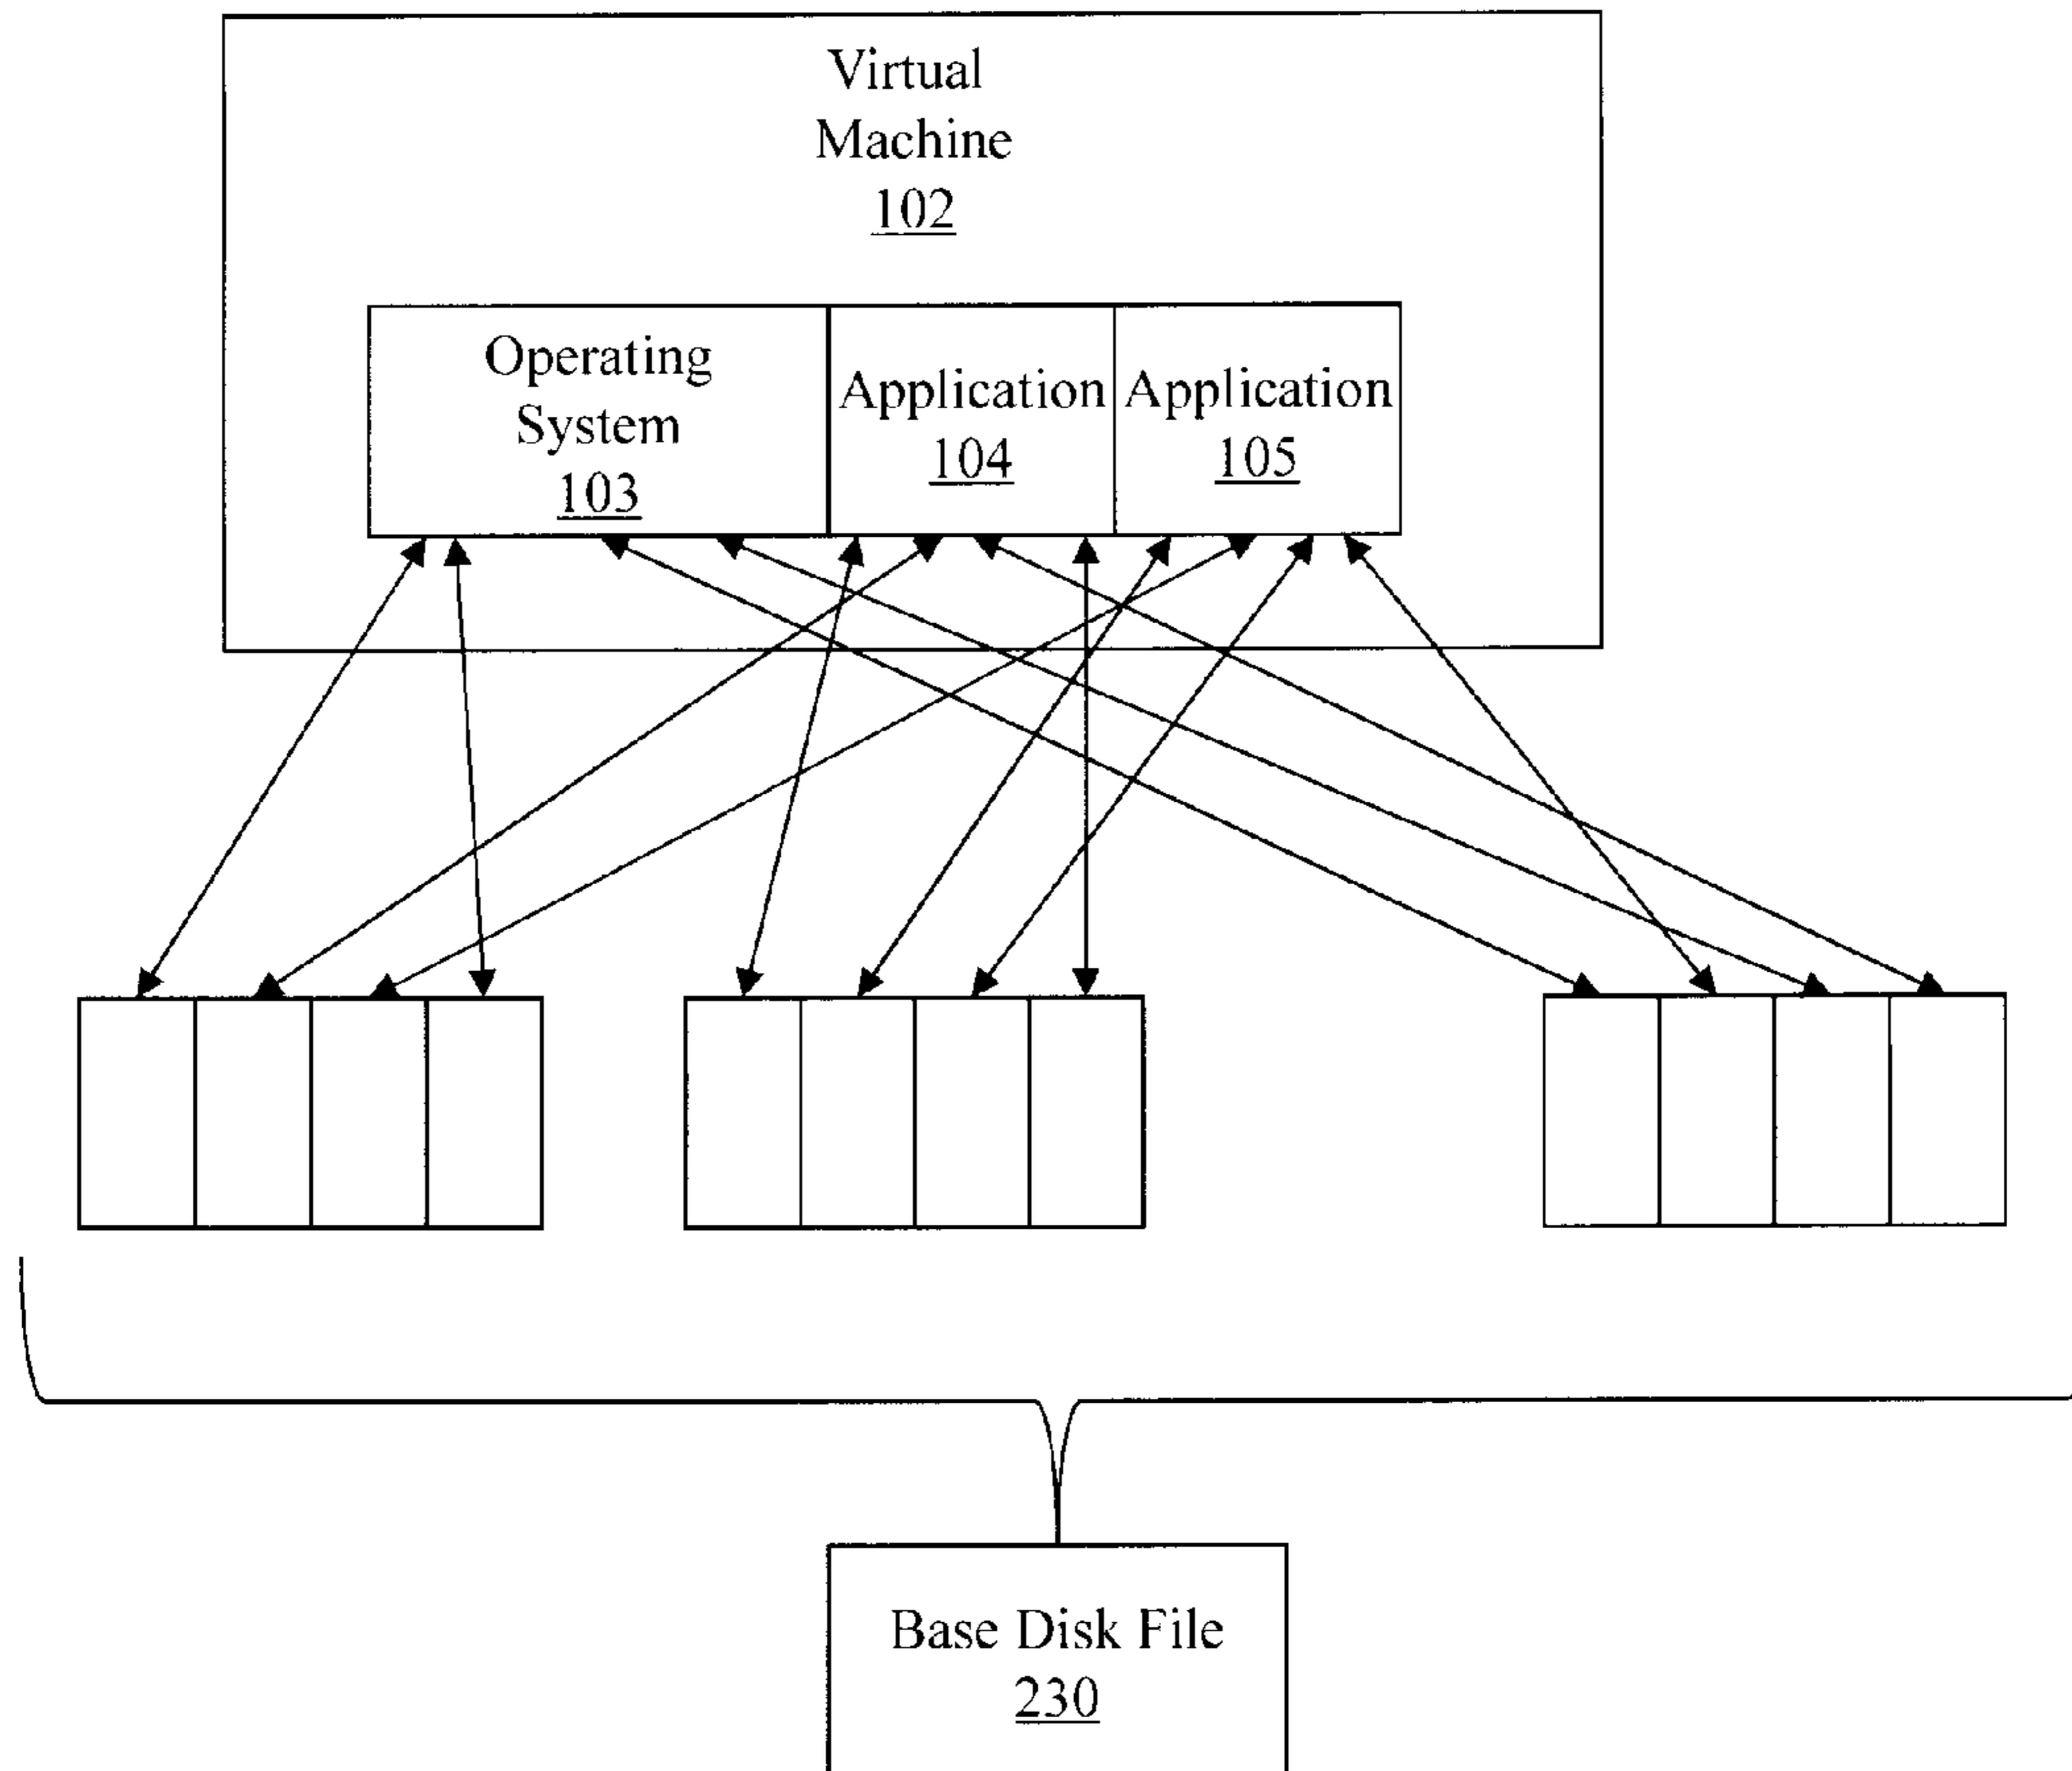 Virtual
Machine
102
Operating
System
103
Application
104
Application
105
Base Disk File
230